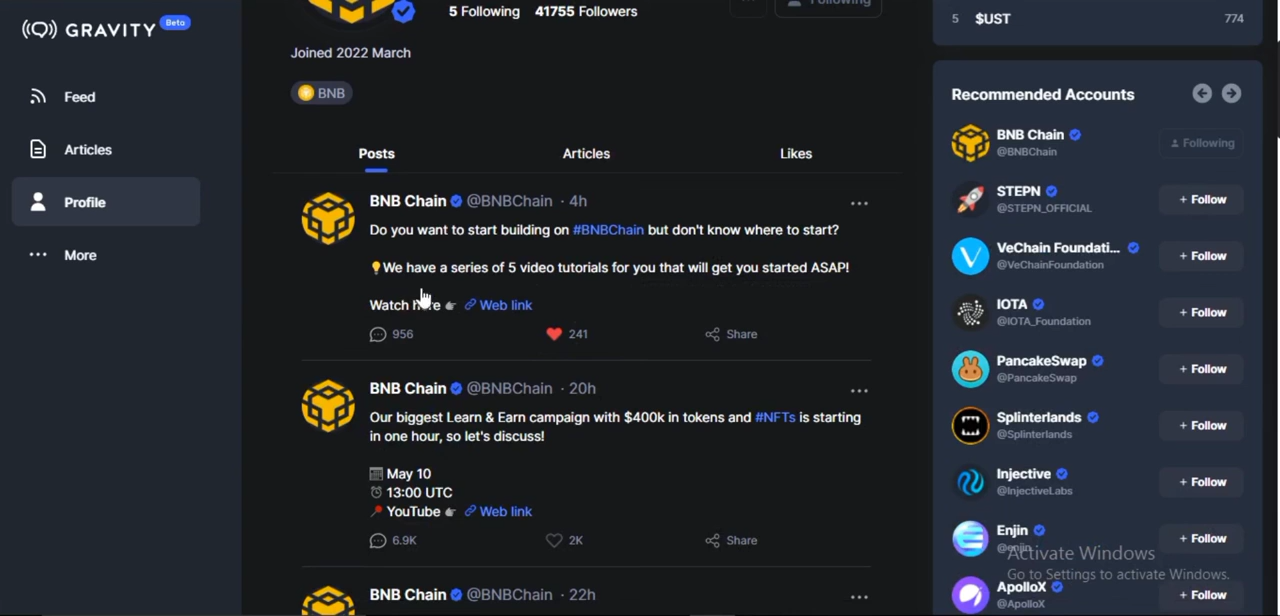 GRAVITY Beta
Feed
Articles
Profile
More
5 Following 41755 Followers
Following
Joined 2022 March
BNB
Posts Articles Likes
BNB Chain @BNBChain · 4h
Do you want to start building on #BNBChain but don't know where to start?
💡We have a series of 5 video tutorials for you that will get you started ASAP!
Watch here 👉 🔗 Web link
956 241 Share
BNB Chain @BNBChain · 20h
Our biggest Learn & Earn campaign with $400k in tokens and #NFTs is starting
in one hour, so let's discuss!
📅 May 10
⏰ 13:00 UTC
📍 YouTube 👉 🔗 Web link
6.9K 2K Share
BNB Chain @BNBChain · 22h
5 $UST 774
Recommended Accounts
BNB Chain
@BNBChain
Following
STEPN
@STEPN_OFFICIAL
+ Follow
VeChain Foundati...
@VeChainFoundation
+ Follow
IOTA
@IOTA_Foundation
+ Follow
PancakeSwap
@PancakeSwap
+ Follow
Splinterlands
@Splinterlands
+ Follow
Injective
@InjectiveLabs
+ Follow
Enjin
@enjin
+ Follow
ApolloX
@ApolloX
+ Follow
Activate Windows
Go to Settings to activate Windows.